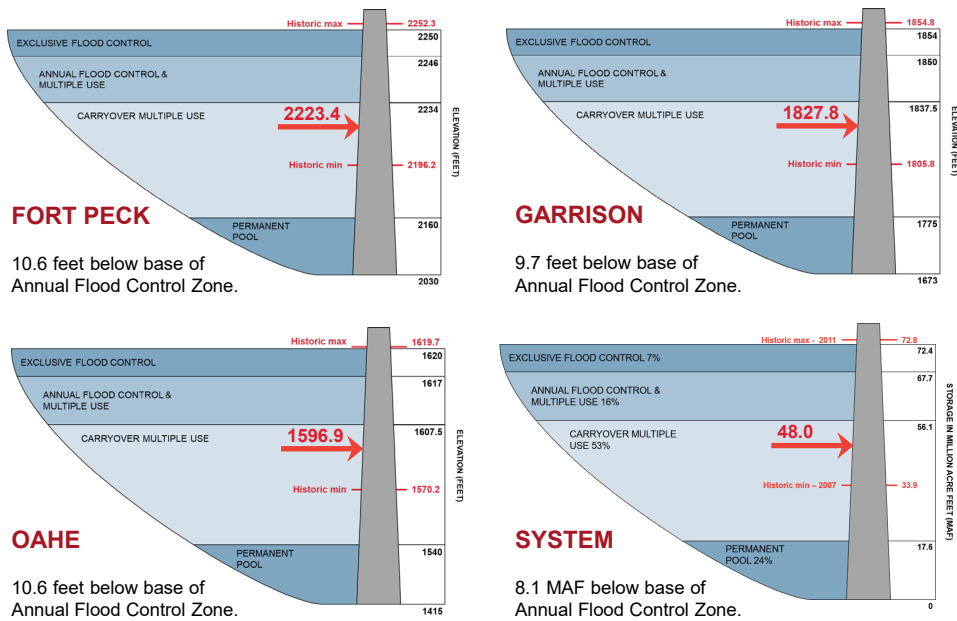 Historic max 2252.3
2250
EXCLUSIVE FLOOD CONTROL
2246
ANNUAL FLOOD CONTROL &
MULTIPLE USE
2234
CARRYOVER MULTIPLE USE
2223.4
Historic min 2196.2
ELEVATION (FEET)
FORT PECK
2160
PERMANENT
POOL
10.6 feet below base of
Annual Flood Control Zone.
2030
Historic max 1854.8
1854
EXCLUSIVE FLOOD CONTROL
1850
ANNUAL FLOOD CONTROL &
MULTIPLE USE
1837.5
CARRYOVER MULTIPLE USE
1827.8
Historic min 1805.8
ELEVATION (FEET)
GARRISON
1775
PERMANENT
POOL
9.7 feet below base of
Annual Flood Control Zone.
1673
Historic max 1619.7
1620
EXCLUSIVE FLOOD CONTROL
1617
ANNUAL FLOOD CONTROL &
MULTIPLE USE
1607.5
CARRYOVER MULTIPLE USE
1596.9
Historic min 1570.2
ELEVATION (FEET)
OAHE
1540
PERMANENT
POOL
10.6 feet below base of
Annual Flood Control Zone.
1415
Historic max - 2011 72.8
72.4
EXCLUSIVE FLOOD CONTROL 7%
67.7
ANNUAL FLOOD CONTROL &
MULTIPLE USE 16%
56.1
CARRYOVER MULTIPLE
USE 53%
48.0
Historic min – 2007 33.9
STORAGE IN MILLION ACRE FEET (MAF)
SYSTEM
17.6
PERMANENT
POOL 24%
8.1 MAF below base of
Annual Flood Control Zone.
0